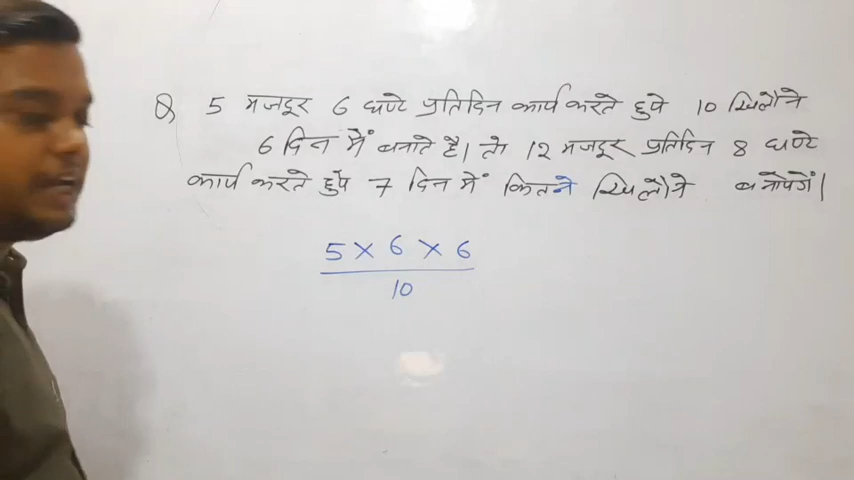 Q, 5 मजदूर 6 घण्टे प्रतिदिन कार्य करते हुये 10 खिलौने
6 दिन में बनाते है। तो 12 मजदूर प्रतिदिन 8 घण्टे
कार्य करते हुये 7 दिन में कितने खिलौने बनायेगें।
5 × 6 × 6
10